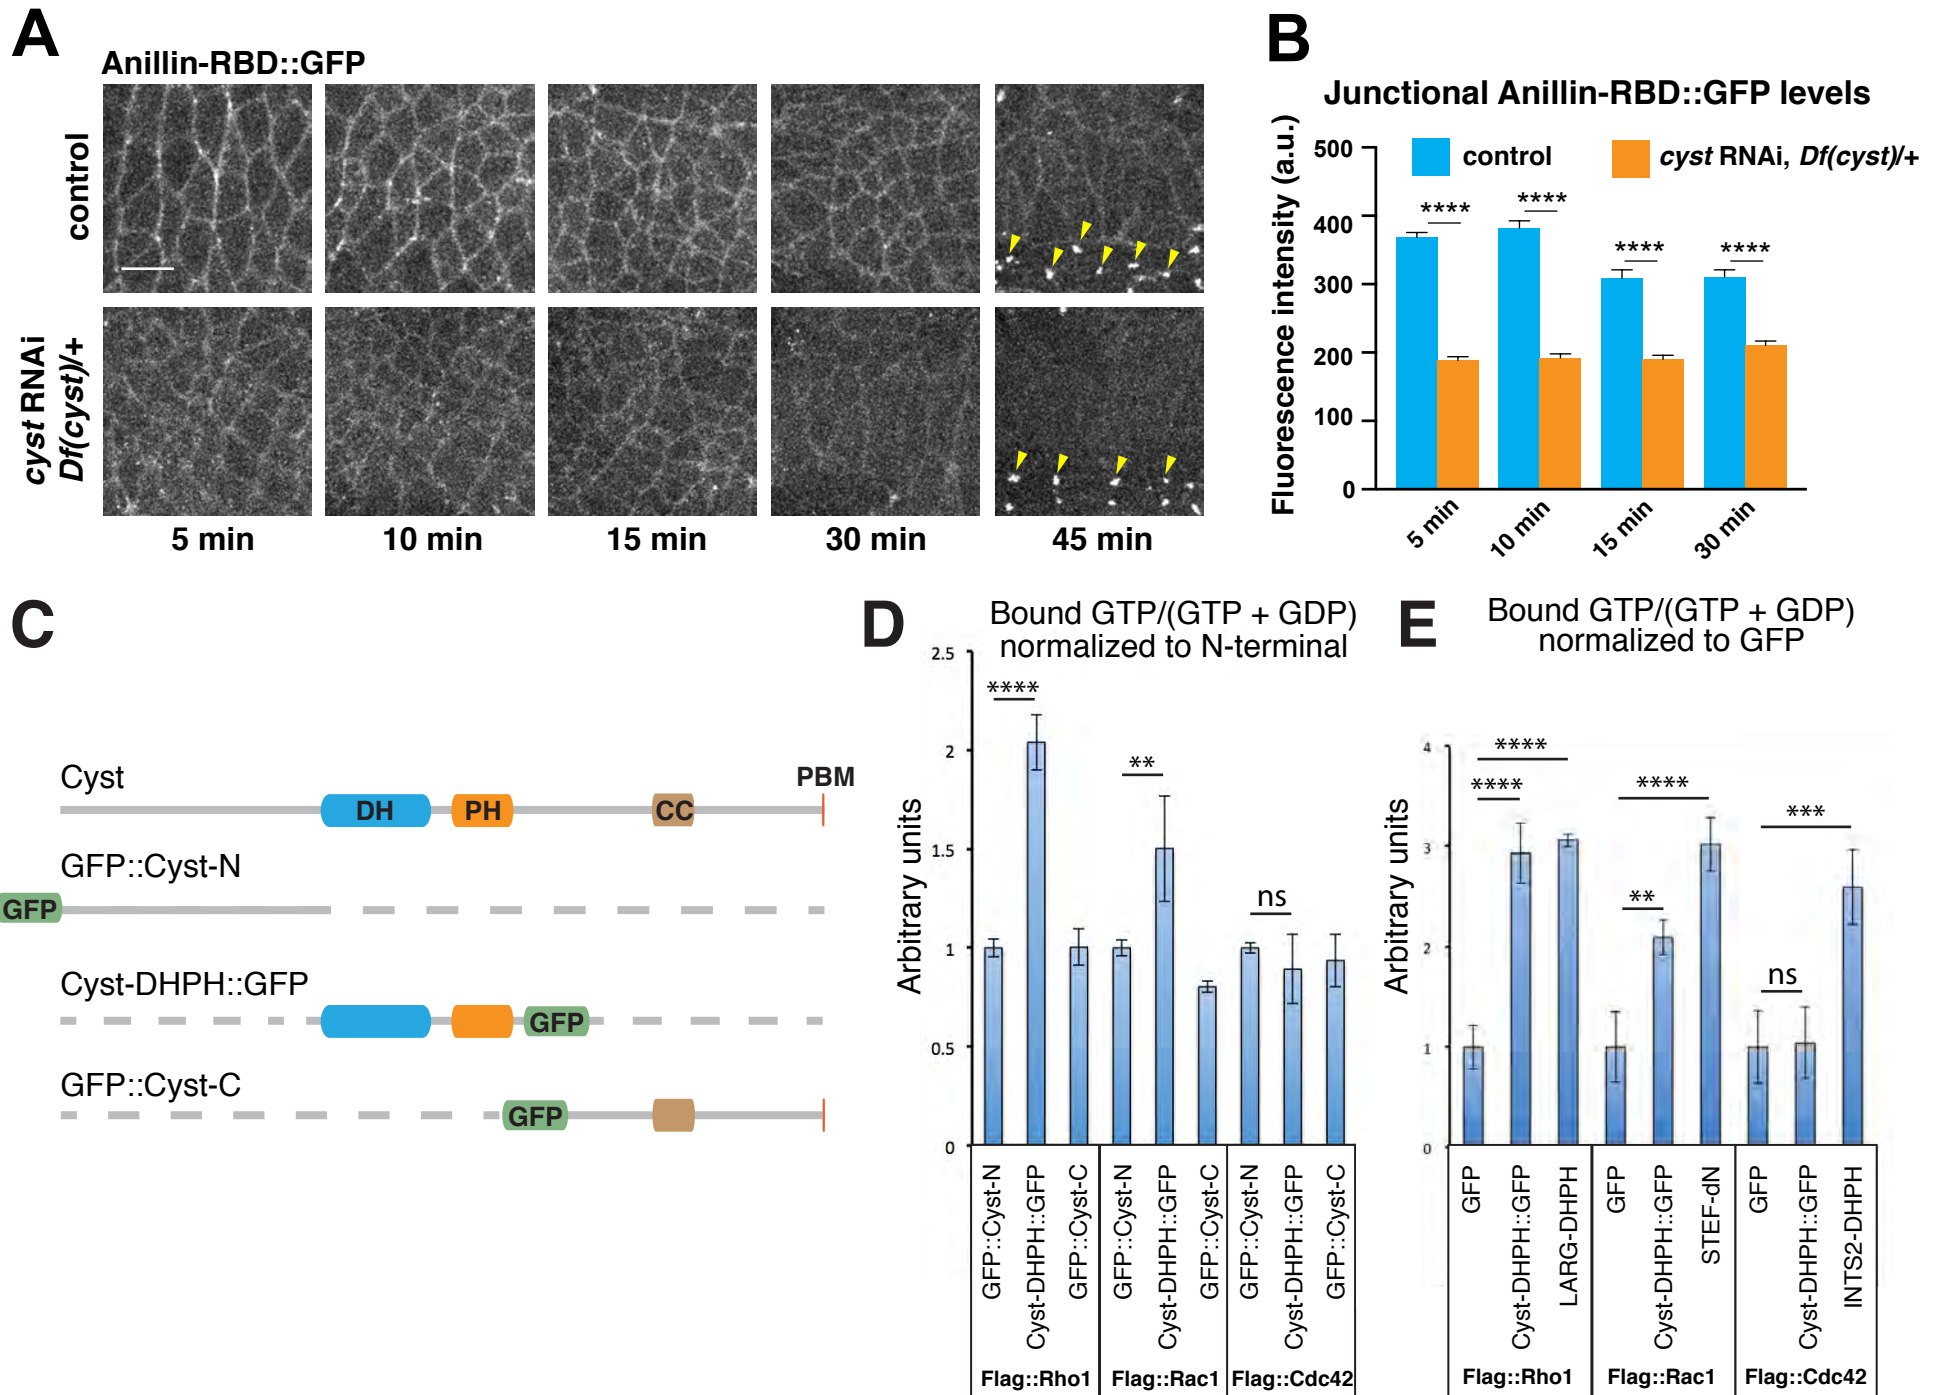 A
Anillin-RBD::GFP
control
cyst RNAi
Df(cyst)/+
5 min
10 min
15 min
30 min
45 min
B
Junctional Anillin-RBD::GFP levels
Fluorescence intensity (a.u.)
500
400
300
200
100
0
control
cyst RNAi, Df(cyst)/+
****
****
****
****
5 min
10 min
15 min
30 min
C
Cyst
PBM
DH
PH
CC
GFP::Cyst-N
GFP
Cyst-DHPH::GFP
GFP
GFP::Cyst-C
GFP
D
Bound GTP/(GTP + GDP)
normalized to N-terminal
Arbitrary units
2.5
2
1.5
1
0.5
0
****
**
ns
GFP::Cyst-N
Cyst-DHPH::GFP
GFP::Cyst-C
GFP::Cyst-N
Cyst-DHPH::GFP
GFP::Cyst-C
GFP::Cyst-N
Cyst-DHPH::GFP
GFP::Cyst-C
Flag::Rho1
Flag::Rac1
Flag::Cdc42
E
Bound GTP/(GTP + GDP)
normalized to GFP
Arbitrary units
4
3
2
1
0
****
****
****
**
***
ns
GFP
Cyst-DHPH::GFP
LARG-DHPH
GFP
Cyst-DHPH::GFP
STEF-dN
GFP
Cyst-DHPH::GFP
INTS2-DHPH
Flag::Rho1
Flag::Rac1
Flag::Cdc42